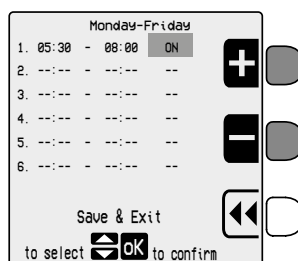 Monday-Friday
1. 05:30 - 08:00 ON
2. --:-- - --:-- --
3. --:-- - --:-- --
4. --:-- - --:-- --
5. --:-- - --:-- --
6. --:-- - --:-- --
Save & Exit
to select OK to confirm